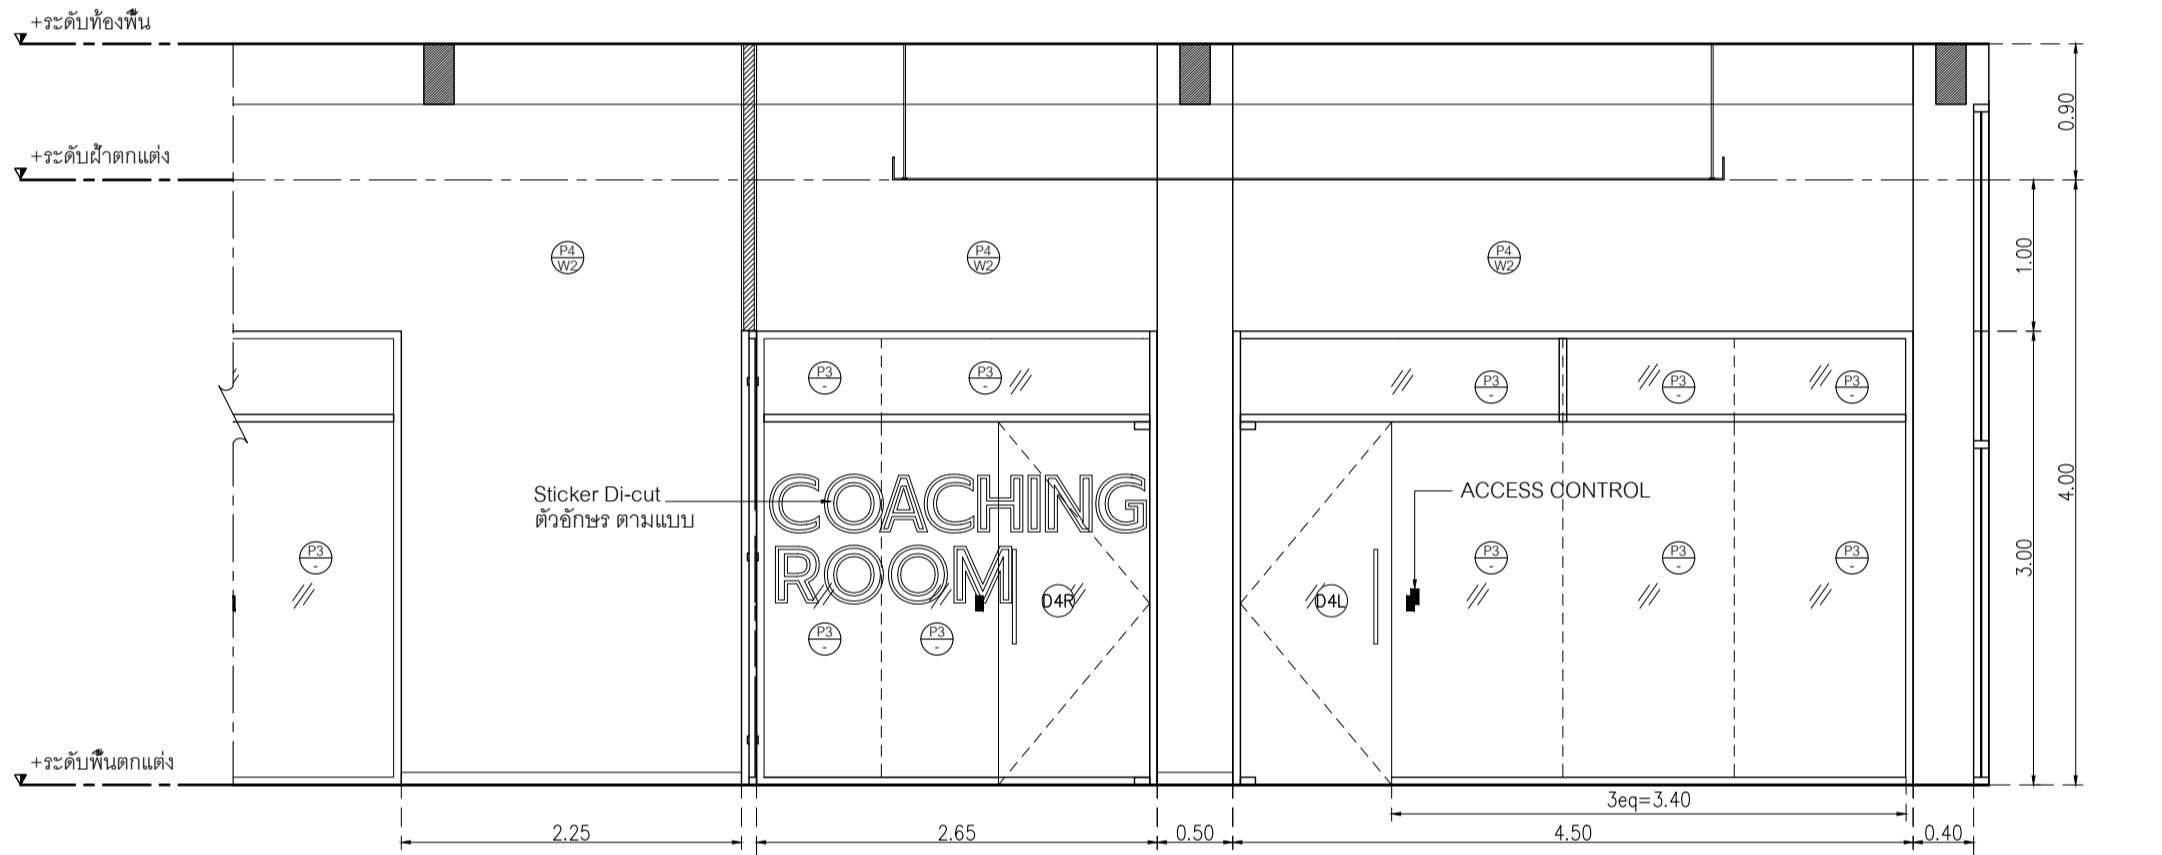 +ระดับท้องพื้น
0.90
+ระดับฝ้าตกแต่ง
P4
W2
P4
W2
P4
W2
1.00
P3
-
P3
-
P3
-
P3
-
P3
-
4.00
Sticker Di-cut
ตัวอักษร ตามแบบ
COACHING
ROOM
ACCESS CONTROL
P3
-
P3
-
P3
-
P3
-
3.00
D4R
D4L
P3
-
P3
-
+ระดับพื้นตกแต่ง
3eq=3.40
2.25
2.65
0.50
4.50
0.40